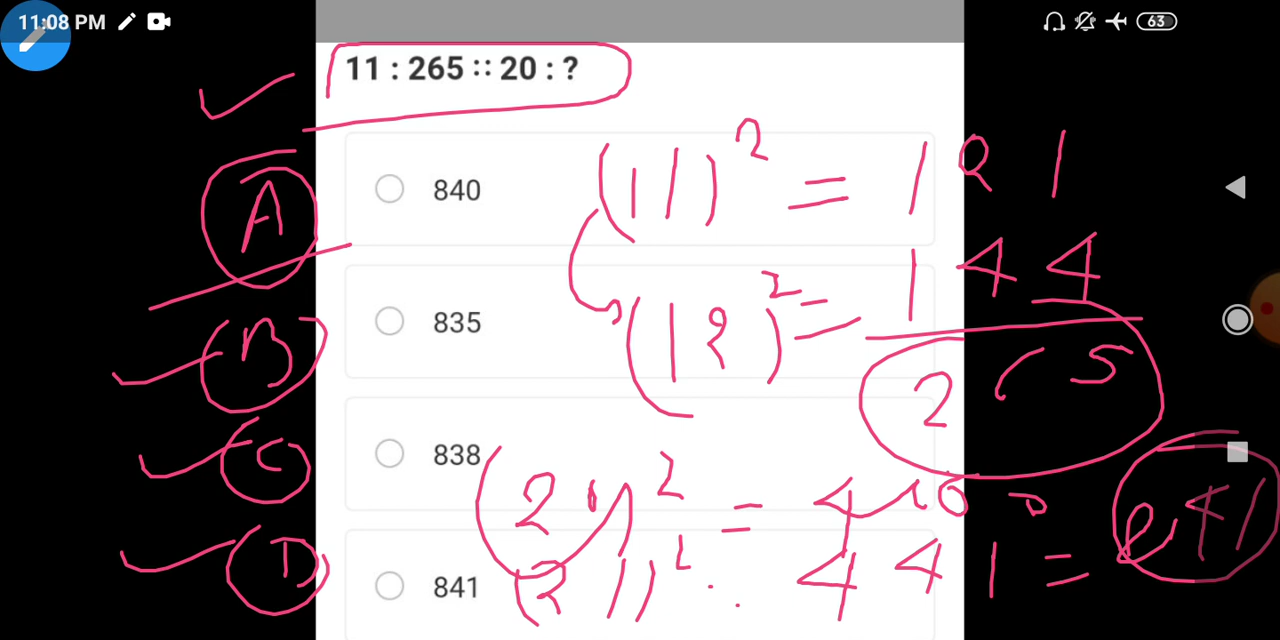 11:08 PM
63
11 : 265 :: 20 : ?
A
840
(11)² = 121
B
835
(12)² = 144
265
C
838
(20)² = 400
D
841
(21)² : 441 = 841